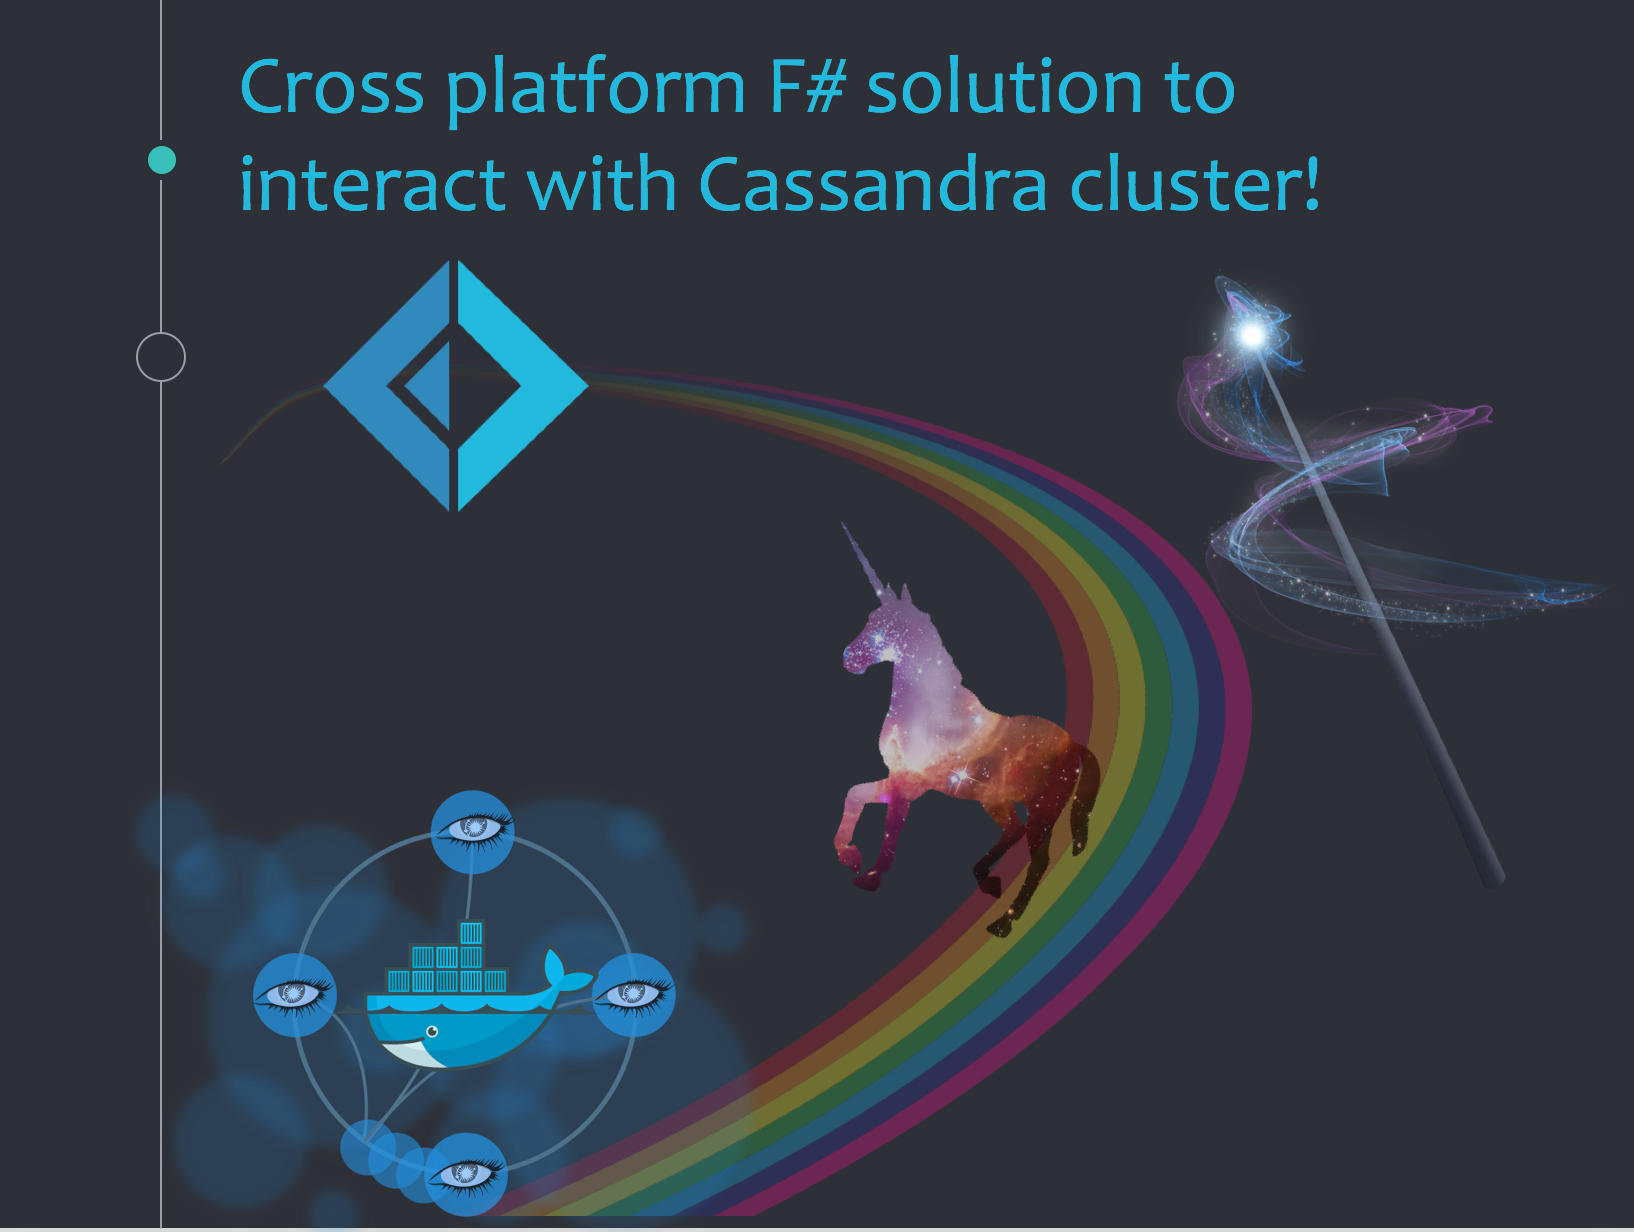 Cross platform F# solution to
interact with Cassandra cluster!